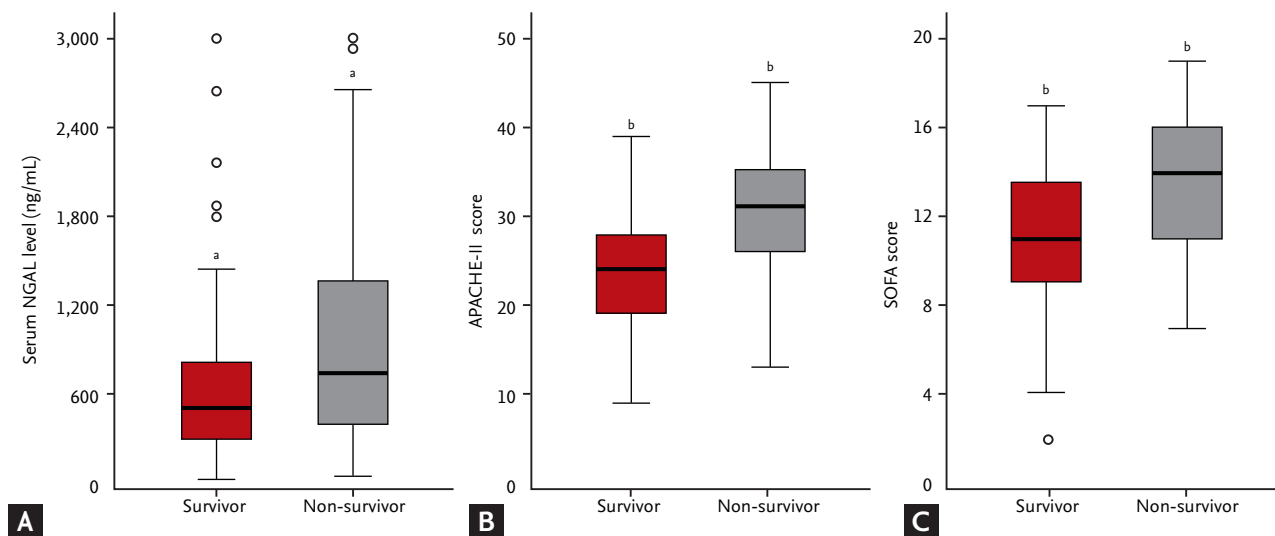 Serum NGAL level (ng/mL)
3,000
2,400
1,800
1,200
600
0
a
a
Survivor
Non-survivor
A
APACHE-II score
50
40
30
20
10
0
b
b
Survivor
Non-survivor
B
SOFA score
20
16
12
8
4
0
b
b
Survivor
Non-survivor
C